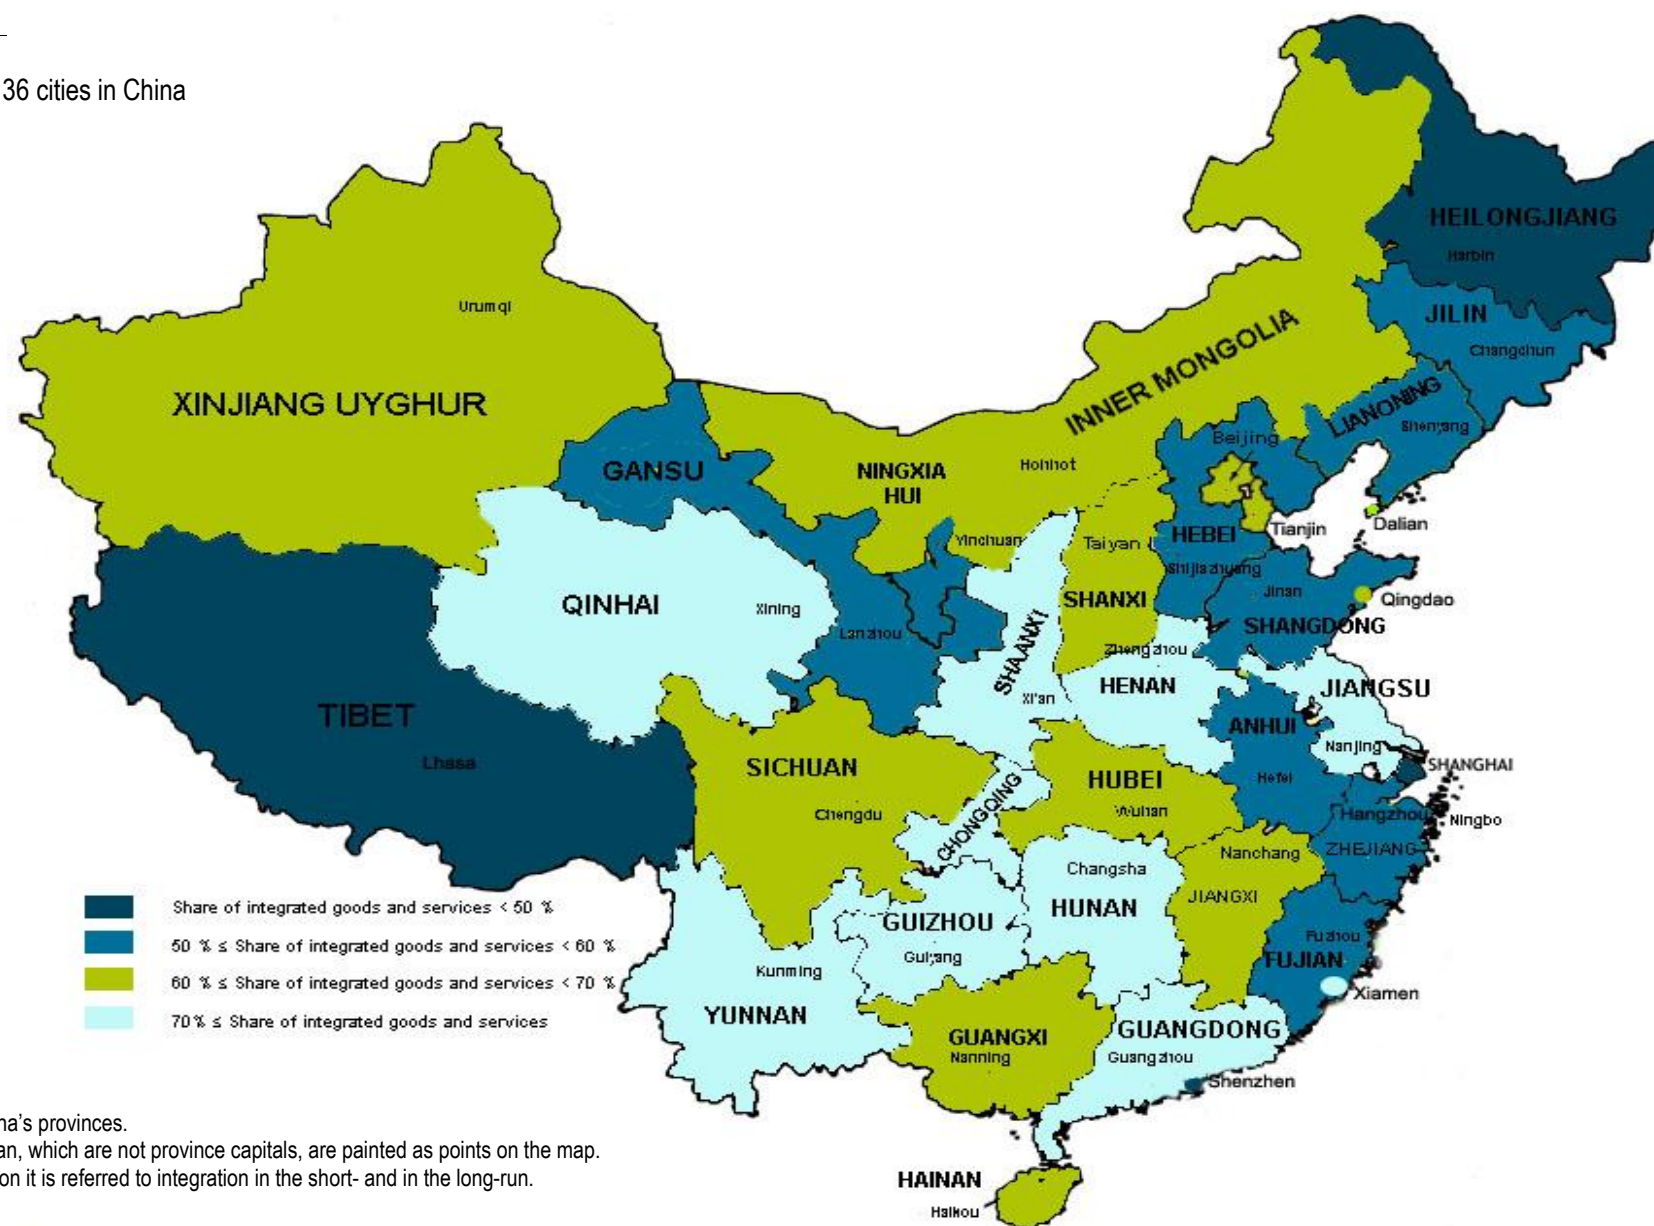 36 cities in China
HEILONGJIANG
Harbin
Urumqi
JILIN
Changchun
INNER MONGOLIA
XINJIANG UYGHUR
LIANONING
Shenyang
Beijing
GANSU
NINGXIA
HUI
Hohhot
Tianjin
Dalian
HEBEI
Yinchuan
Taiyan
Shijiazhuang
Jinan
Qingdao
QINHAI
Xining
SHANXI
SHANGDONG
Lanzhou
SHAANXI
Zhengzhou
Xi'an
HENAN
JIANGSU
TIBET
ANHUI
Nanjing
Lhasa
SICHUAN
HUBEI
Hefei
SHANGHAI
Chengdu
CHONGQING
Wuhan
Hangzhou
Ningbo
Changsha
Nanchang
ZHEJIANG
HUNAN
JIANGXI
GUIZHOU
Guiyang
Fuzhou
FUJIAN
Kunming
Xiamen
YUNNAN
GUANGXI
Nanning
GUANGDONG
Guangzhou
Shenzhen
Share of integrated goods and services < 50 %
50 % ≤ Share of integrated goods and services < 60 %
60 % ≤ Share of integrated goods and services < 70 %
70% ≤ Share of integrated goods and services
na's provinces.
an, which are not province capitals, are painted as points on the map.
on it is referred to integration in the short- and in the long-run.
HAINAN
Haikou